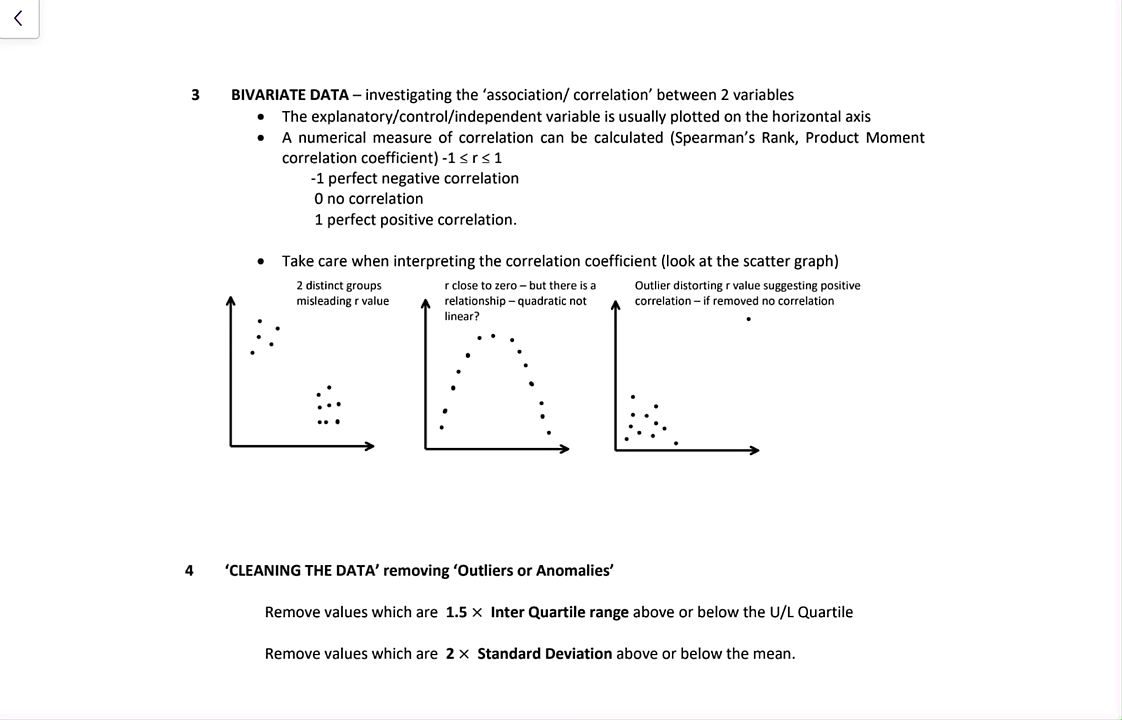 3 BIVARIATE DATA – investigating the ‘association/ correlation’ between 2 variables
• The explanatory/control/independent variable is usually plotted on the horizontal axis
• A numerical measure of correlation can be calculated (Spearman’s Rank, Product Moment
correlation coefficient) -1 ≤ r ≤ 1
-1 perfect negative correlation
0 no correlation
1 perfect positive correlation.
• Take care when interpreting the correlation coefficient (look at the scatter graph)
2 distinct groups
misleading r value
r close to zero – but there is a
relationship – quadratic not
linear?
Outlier distorting r value suggesting positive
correlation – if removed no correlation
4 ‘CLEANING THE DATA’ removing ‘Outliers or Anomalies’
Remove values which are 1.5 × Inter Quartile range above or below the U/L Quartile
Remove values which are 2 × Standard Deviation above or below the mean.